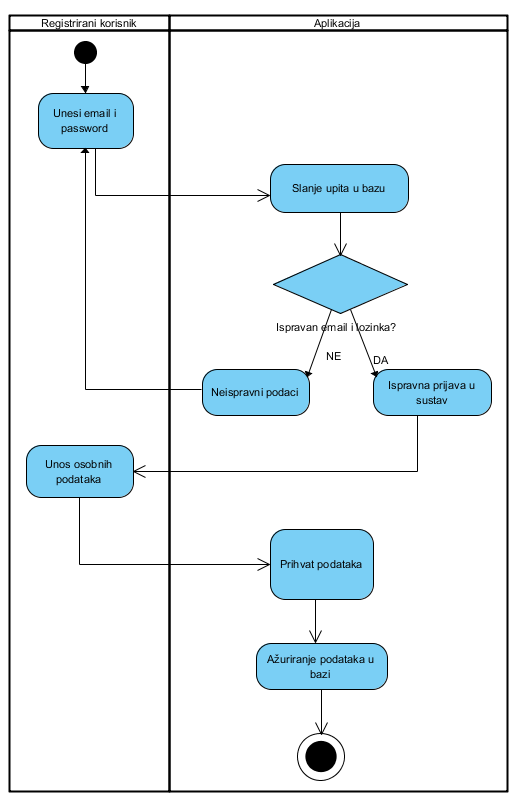 Registrirani korisnik
Aplikacija
Unesi email i
password
Slanje upita u bazu
Ispravan email i lozinka?
NE
DA
Neispravni podaci
Ispravna prijava u
sustav
Unos osobnih
podataka
Prihvat podataka
Ažuriranje podataka u
bazi